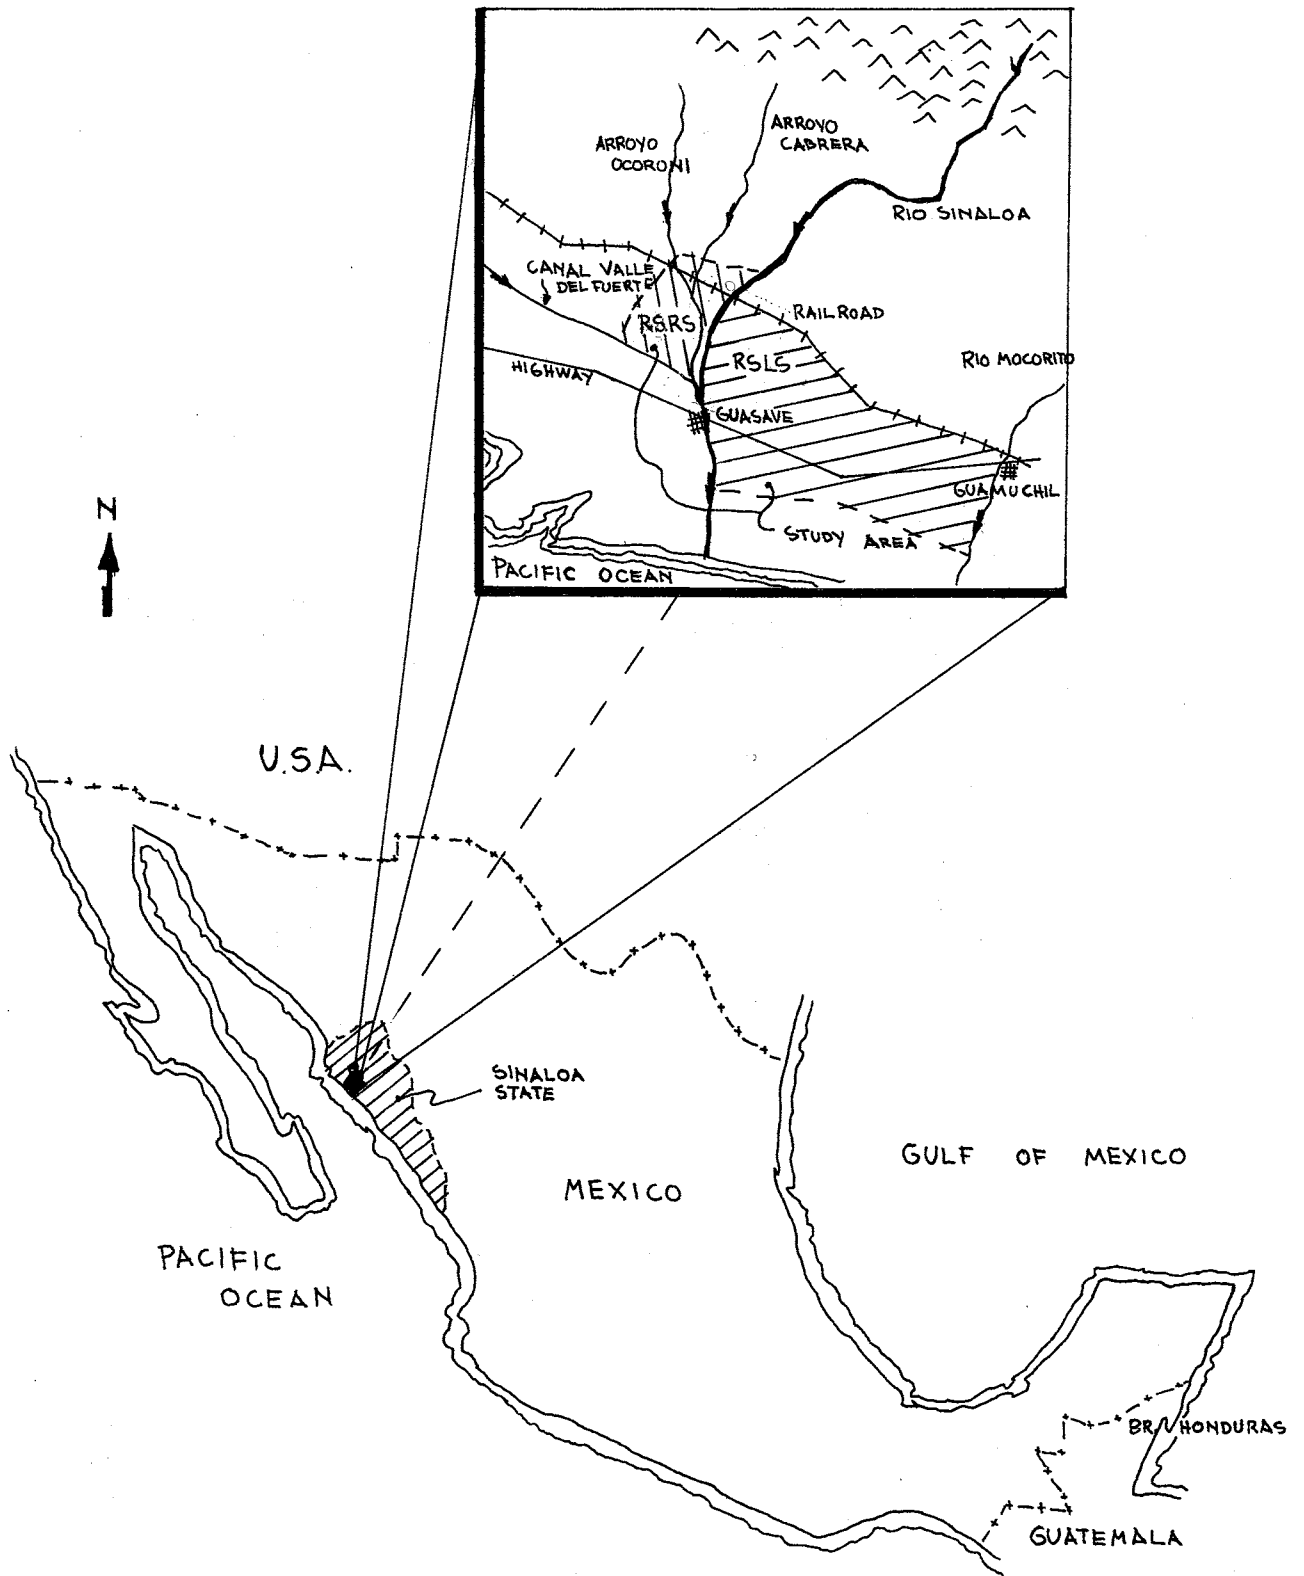 ARROYO
OCORONI
ARROYO
CABRERA
RIO SINALOA
CANAL VALLE
DEL FUERTE
RSRS
RAILROAD
RSLS
RIO MOCORITO
HIGHWAY
GUASAVE
GUAMUCHIL
STUDY AREA
PACIFIC OCEAN
N
U.S.A.
SINALOA
STATE
GULF OF MEXICO
MEXICO
PACIFIC
OCEAN
BR. HONDURAS
GUATEMALA